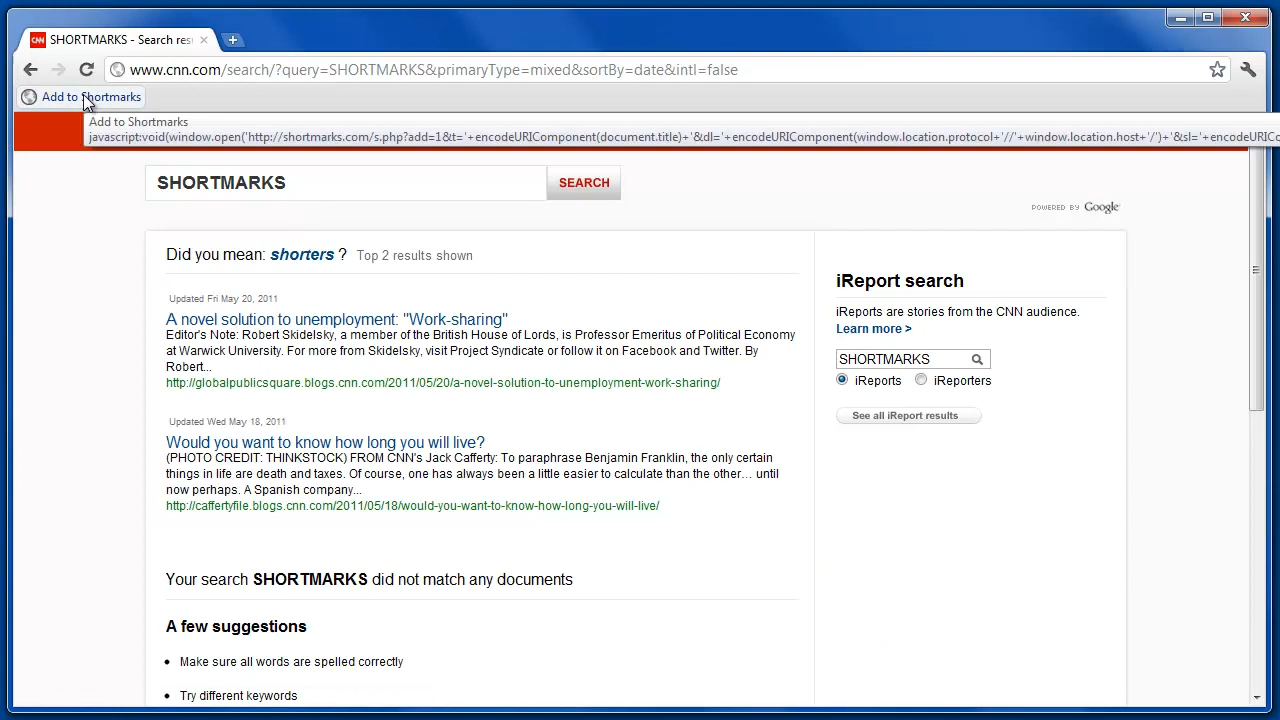 CNN SHORTMARKS - Search res
www.cnn.com/search/?query=SHORTMARKS&primaryType=mixed&sortBy=date&intl=false
Add to Shortmarks
Add to Shortmarks
javascript:void(window.open('http://shortmarks.com/s.php?add=1&t='+encodeURIComponent(document.title)+'&dl='+encodeURIComponent(window.location.protocol+'//'+window.location.host+'/')+'&sl='+encodeURIC
SHORTMARKS SEARCH
POWERED BY Google
Did you mean: shorters ? Top 2 results shown
Updated Fri May 20, 2011
A novel solution to unemployment: "Work-sharing"
Editor's Note: Robert Skidelsky, a member of the British House of Lords, is Professor Emeritus of Political Economy
at Warwick University. For more from Skidelsky, visit Project Syndicate or follow it on Facebook and Twitter. By
Robert...
http://globalpublicsquare.blogs.cnn.com/2011/05/20/a-novel-solution-to-unemployment-work-sharing/
Updated Wed May 18, 2011
Would you want to know how long you will live?
(PHOTO CREDIT: THINKSTOCK) FROM CNN's Jack Cafferty: To paraphrase Benjamin Franklin, the only certain
things in life are death and taxes. Of course, one has always been a little easier to calculate than the other… until
now perhaps. A Spanish company...
http://caffertyfile.blogs.cnn.com/2011/05/18/would-you-want-to-know-how-long-you-will-live/
Your search SHORTMARKS did not match any documents
A few suggestions
• Make sure all words are spelled correctly
• Try different keywords
iReport search
iReports are stories from the CNN audience.
Learn more >
SHORTMARKS
iReports iReporters
See all iReport results